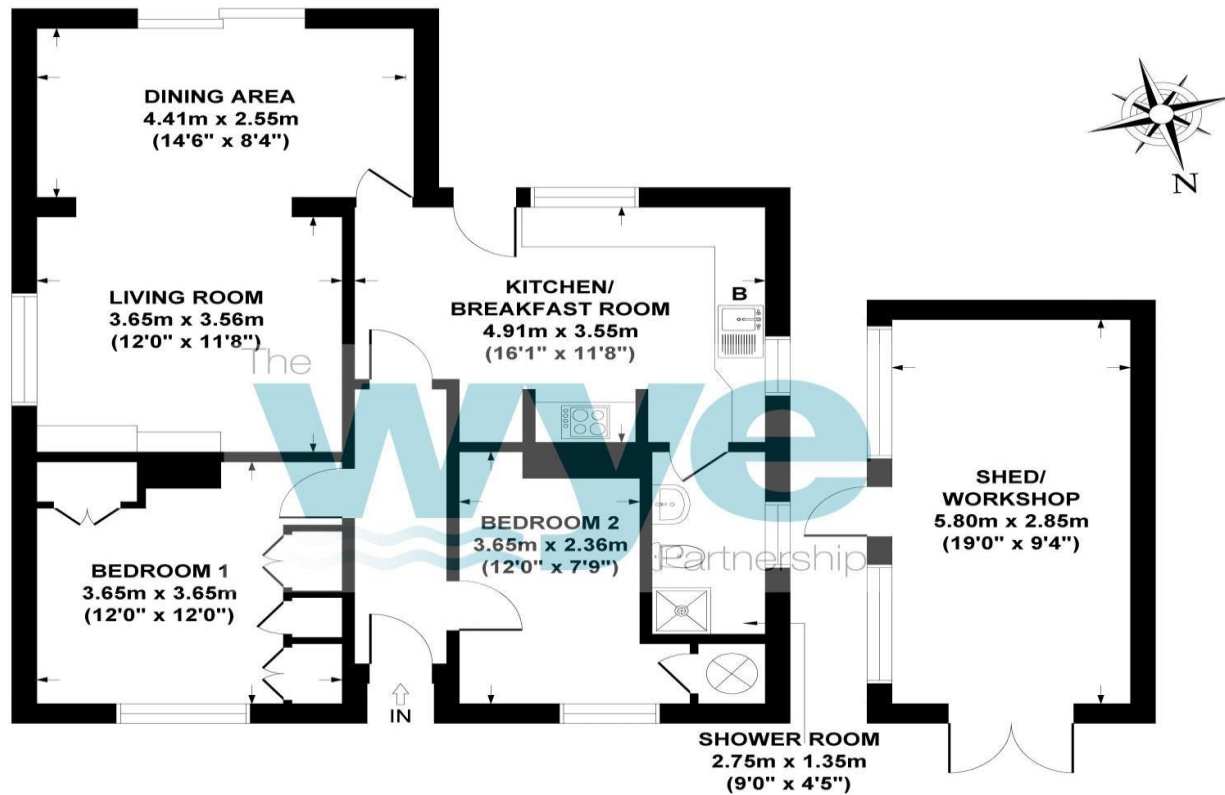 DINING AREA
4.41m x 2.55m
(14'6" x 8'4")
N
LIVING ROOM
3.65m x 3.56m
(12'0" x 11'8")
KITCHEN/
BREAKFAST ROOM
4.91m x 3.55m
(16'1" x 11'8")
B
The
wye
Partnership
BEDROOM 1
3.65m x 3.65m
(12'0" x 12'0")
BEDROOM 2
3.65m x 2.36m
(12'0" x 7'9")
SHED/
WORKSHOP
5.80m x 2.85m
(19'0" x 9'4")
IN
SHOWER ROOM
2.75m x 1.35m
(9'0" x 4'5")